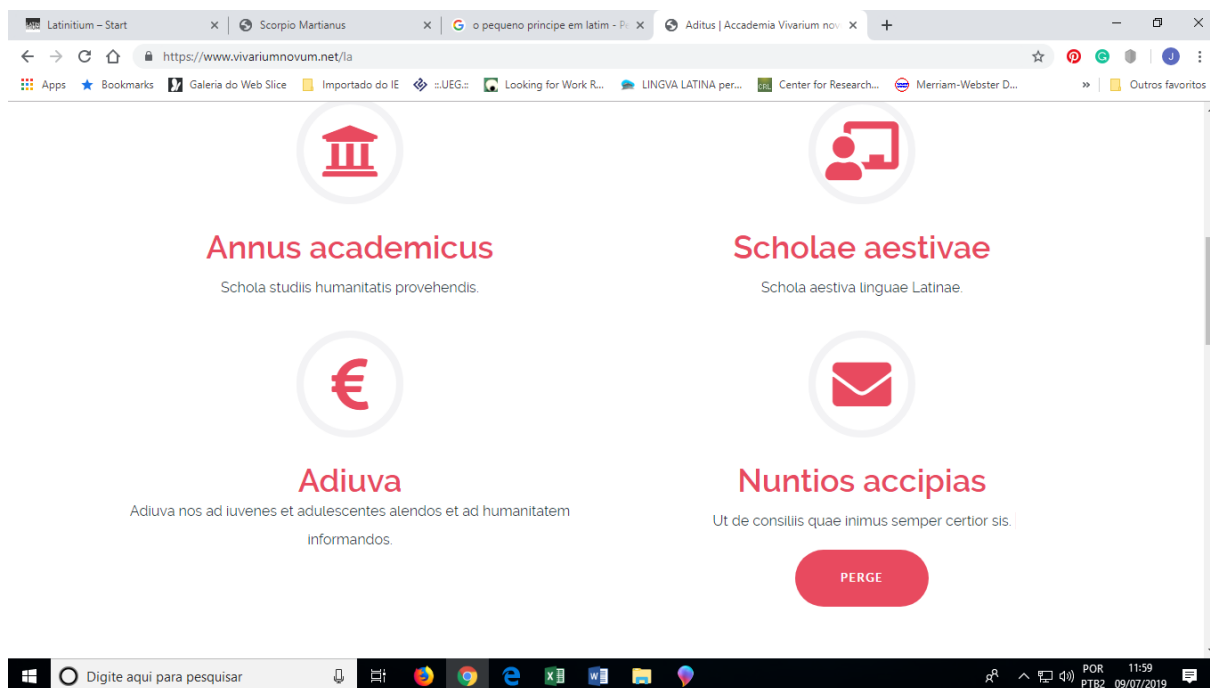 Latinitium – Start
Scorpio Martianus
o pequeno principe em latim - P
Aditus | Accademia Vivarium nov
https://www.vivariumnovum.net/la
Apps Bookmarks Galeria do Web Slice Importado do IE ::.UEG.:: Looking for Work R... LINGVA LATINA per... Center for Research... Merriam-Webster D... » Outros favoritos
Annus academicus
Schola studiis humanitatis provehendis.
Scholae aestivae
Schola aestiva linguae Latinae.
Adiuva
Adiuva nos ad iuvenes et adulescentes alendos et ad humanitatem
informandos.
Nuntios accipias
Ut de consiliis quae inimus semper certior sis.
PERGE
Digite aqui para pesquisar
POR 11:59
PTB2 09/07/2019